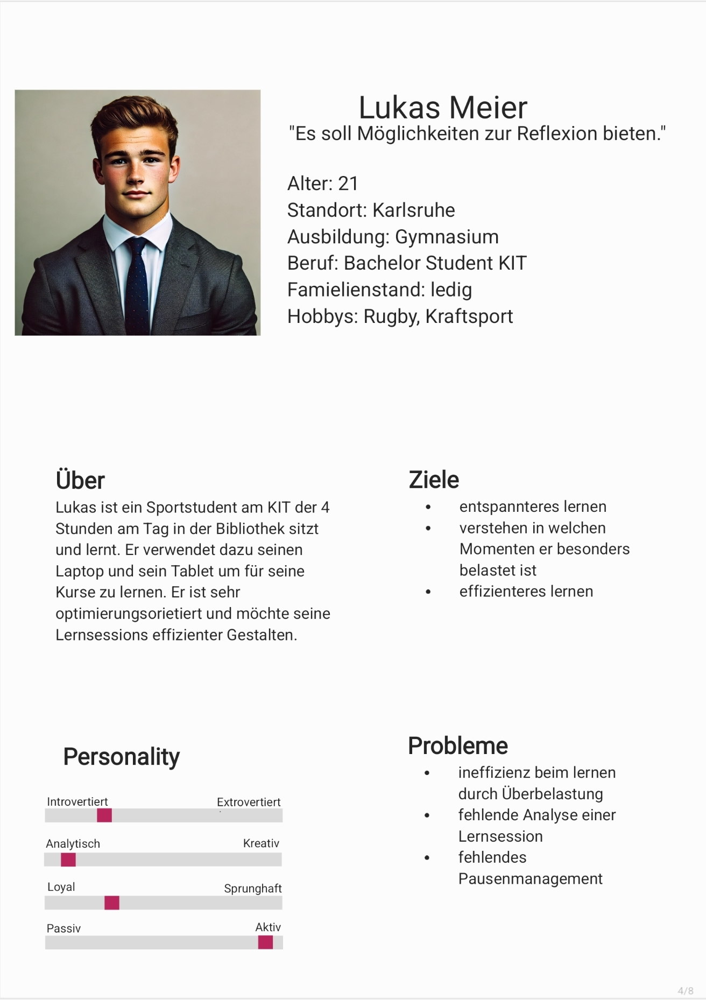 Lukas Meier
"Es soll Möglichkeiten zur Reflexion bieten."
Alter: 21
Standort: Karlsruhe
Ausbildung: Gymnasium
Beruf: Bachelor Student KIT
Famielienstand: ledig
Hobbys: Rugby, Kraftsport
Über
Lukas ist ein Sportstudent am KIT der 4
Stunden am Tag in der Bibliothek sitzt
und lernt. Er verwendet dazu seinen
Laptop und sein Tablet um für seine
Kurse zu lernen. Er ist sehr
optimierungsorietiert und möchte seine
Lernsessions effizienter Gestalten.
Ziele
• entspannteres lernen
• verstehen in welchen
Momenten er besonders
belastet ist
• effizienteres lernen
Personality
Introvertiert Extrovertiert
Analytisch Kreativ
Loyal Sprunghaft
Passiv Aktiv
Probleme
• ineffizienz beim lernen
durch Überbelastung
• fehlende Analyse einer
Lernsession
• fehlendes
Pausenmanagement
4/8